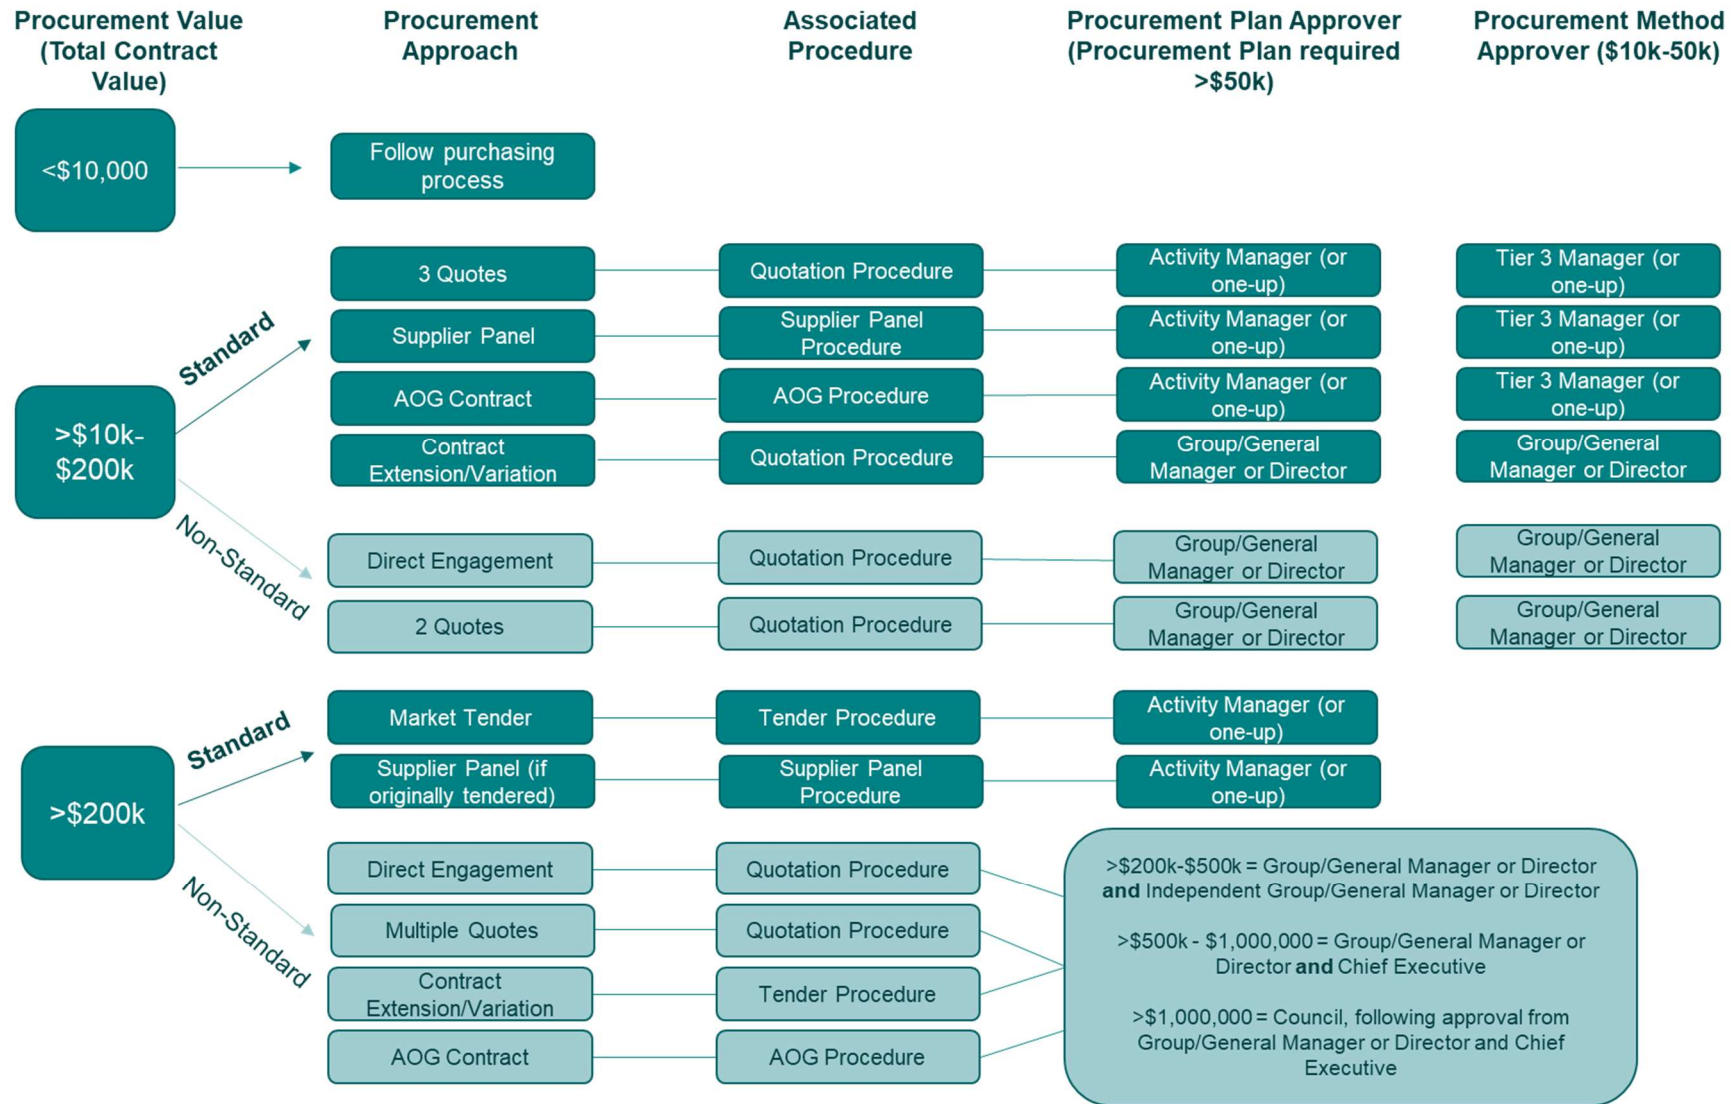 Procurement Value
(Total Contract
Value)
Procurement
Approach
Associated
Procedure
Procurement Plan Approver
(Procurement Plan required
>$50k)
Procurement Method
Approver ($10k-50k)
<$10,000
Follow purchasing
process
>$10k-
$200k
Standard
3 Quotes
Quotation Procedure
Activity Manager (or
one-up)
Tier 3 Manager (or
one-up)
Supplier Panel
Supplier Panel
Procedure
Activity Manager (or
one-up)
Tier 3 Manager (or
one-up)
AOG Contract
AOG Procedure
Activity Manager (or
one-up)
Tier 3 Manager (or
one-up)
Contract
Extension/Variation
Quotation Procedure
Group/General
Manager or Director
Group/General
Manager or Director
Non-Standard
Direct Engagement
Quotation Procedure
Group/General
Manager or Director
Group/General
Manager or Director
2 Quotes
Quotation Procedure
Group/General
Manager or Director
Group/General
Manager or Director
>$200k
Standard
Market Tender
Tender Procedure
Activity Manager (or
one-up)
Supplier Panel (if
originally tendered)
Supplier Panel
Procedure
Activity Manager (or
one-up)
Non-Standard
Direct Engagement
Quotation Procedure
Multiple Quotes
Quotation Procedure
Contract
Extension/Variation
Tender Procedure
AOG Contract
AOG Procedure
>$200k-$500k = Group/General Manager or Director
and Independent Group/General Manager or Director
>$500k - $1,000,000 = Group/General Manager or
Director and Chief Executive
>$1,000,000 = Council, following approval from
Group/General Manager or Director and Chief
Executive